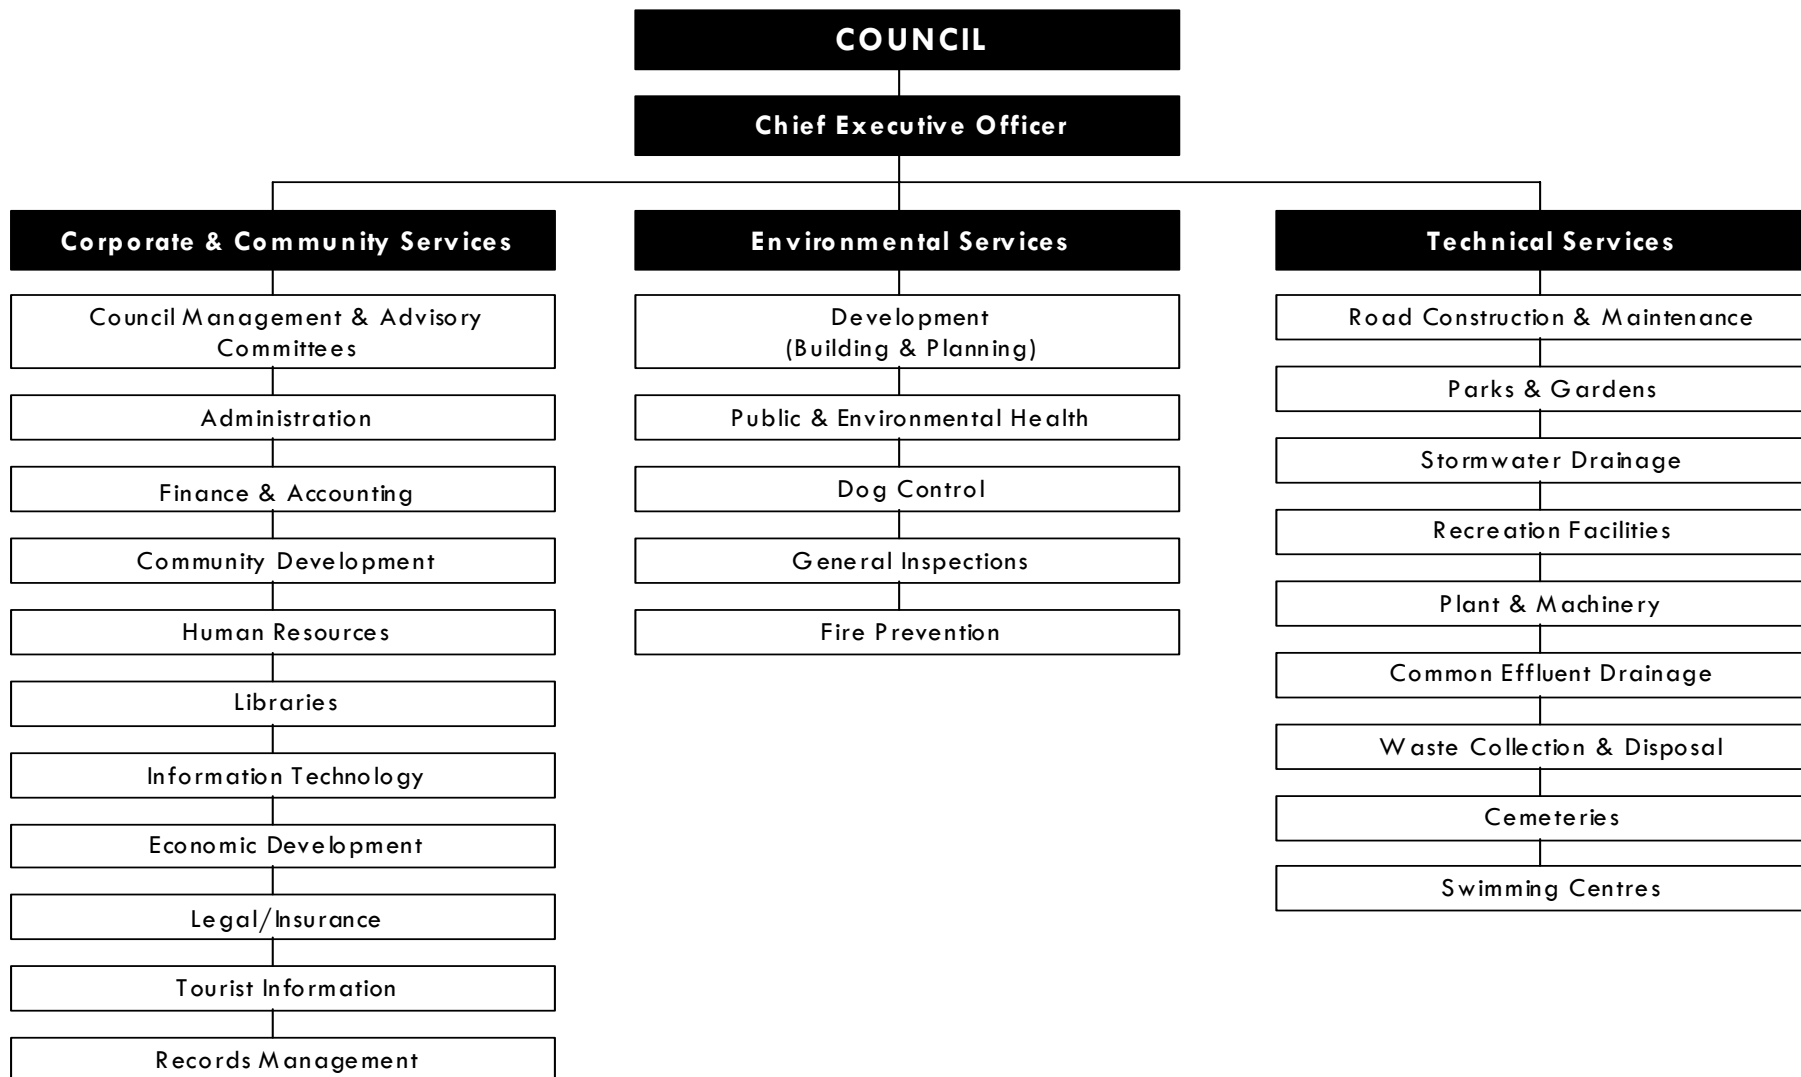 COUNCIL
Chief Executive Officer
Corporate & Community Services
Council Management & Advisory
Committees
Administration
Finance & Accounting
Community Development
Human Resources
Libraries
Information Technology
Economic Development
Legal/Insurance
Tourist Information
Records Management
Environmental Services
Development
(Building & Planning)
Public & Environmental Health
Dog Control
General Inspections
Fire Prevention
Technical Services
Road Construction & Maintenance
Parks & Gardens
Stormwater Drainage
Recreation Facilities
Plant & Machinery
Common Effluent Drainage
Waste Collection & Disposal
Cemeteries
Swimming Centres